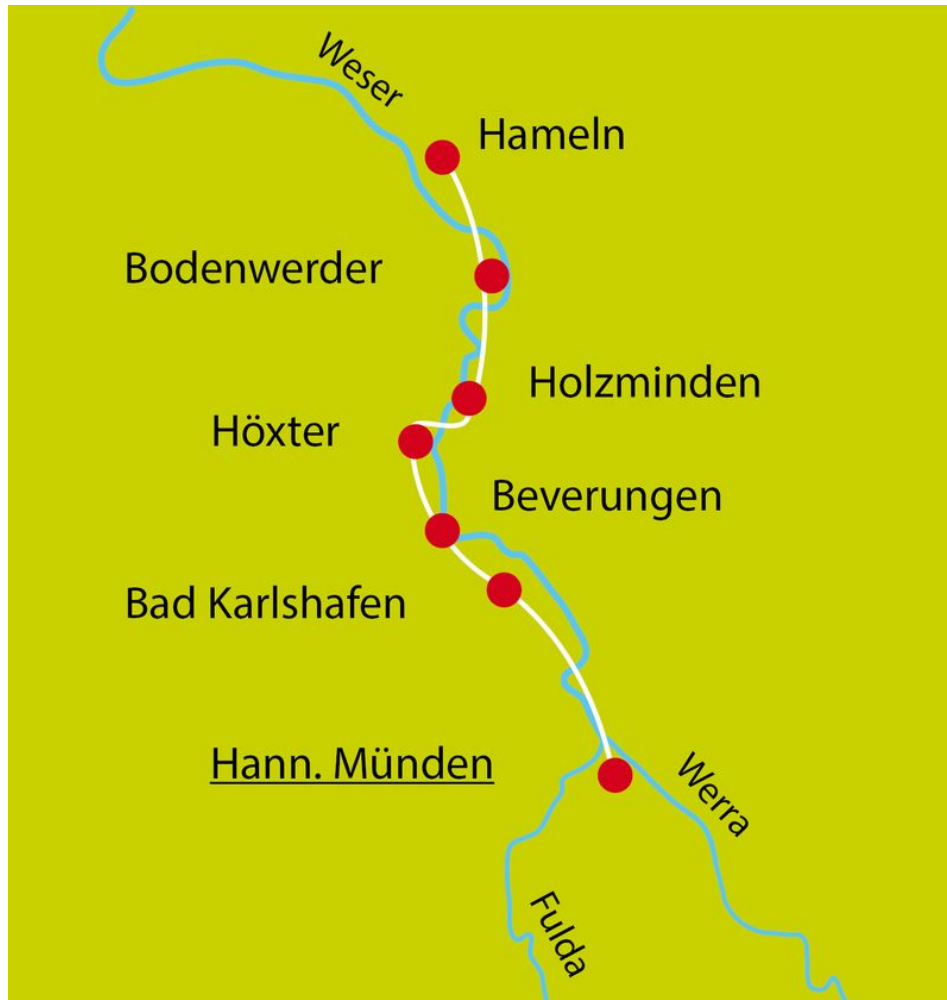 Weser
Hameln
Bodenwerder
Holzminden
Höxter
Beverungen
Bad Karlshafen
Hann. Münden
Werra
Fulda